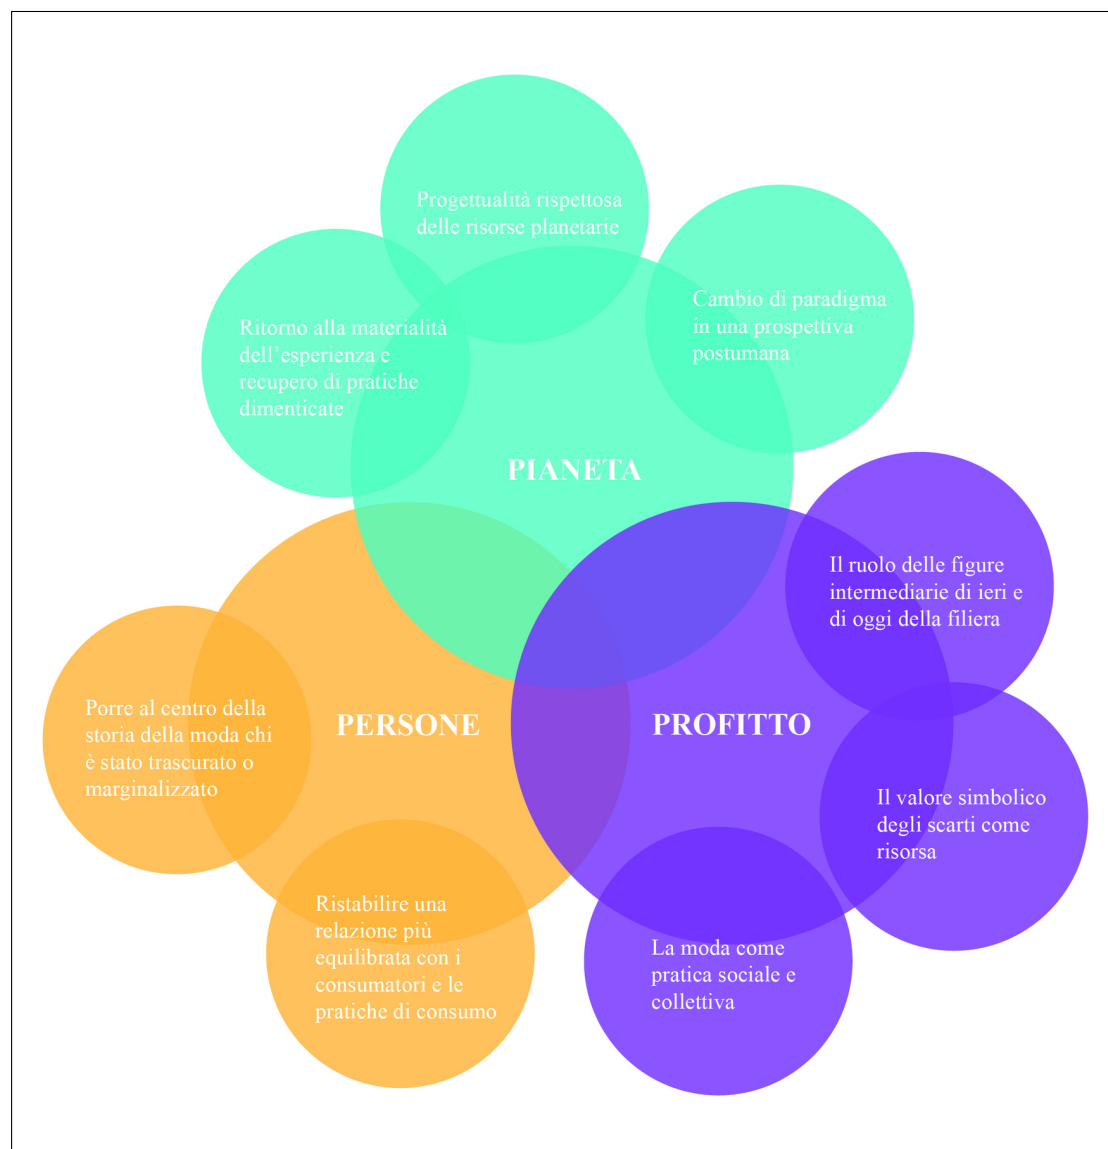 Progettualità rispettosa
delle risorse planetarie
Cambio di paradigma
in una prospettiva
postumana
Ritorno alla materialità
dell’esperienza e
recupero di pratiche
dimenticate
PIANETA
Il ruolo delle figure
intermediarie di ieri e
di oggi della filiera
Porre al centro della
storia della moda chi
è stato trascurato o
marginalizzato
PERSONE
PROFITTO
Il valore simbolico
degli scarti come
risorsa
Ristabilire una
relazione più
equilibrata con i
consumatori e le
pratiche di consumo
La moda come
pratica sociale e
collettiva